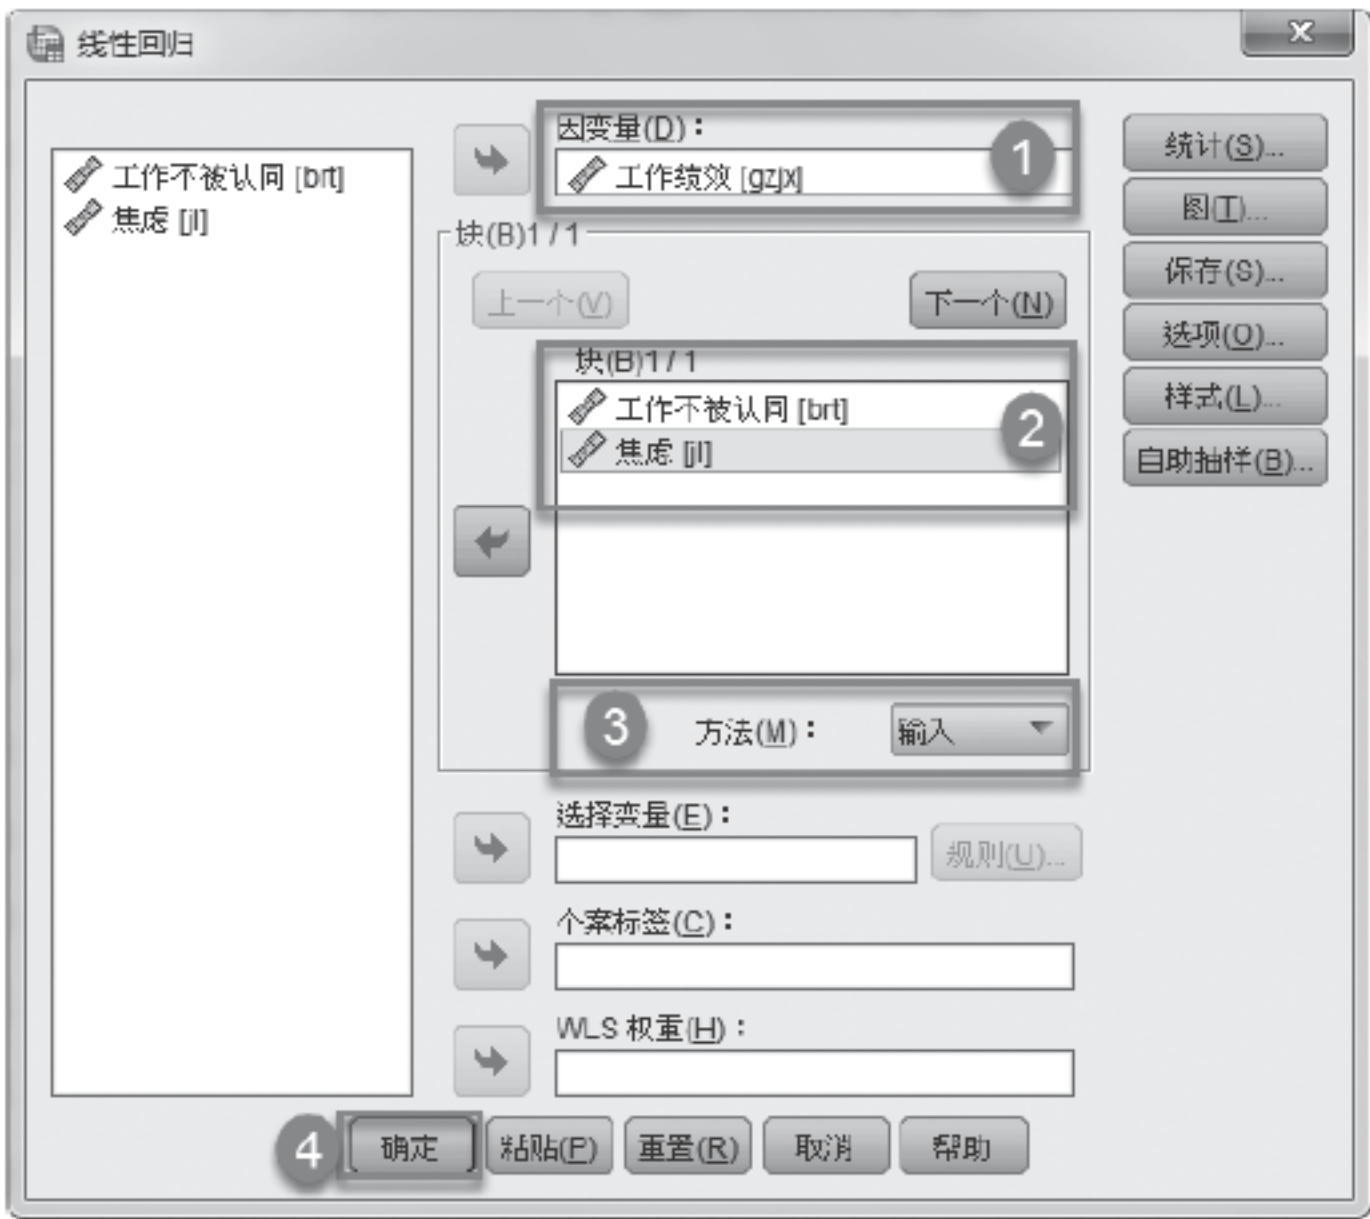 线性回归
工作不被认同 [brt]
焦虑 [jl]
因变量(D)：
1
工作绩效 [gzjx]
块(B)1 / 1
上一个(V)
下一个(N)
块(B)1 / 1
工作不被认同 [brt]
焦虑 [jl]
2
3
方法(M)：
输入
选择变量(E)：
规则(U)...
个案标签(C)：
WLS 权重(H)：
统计(S)...
图(T)...
保存(S)...
选项(O)...
样式(L)...
自助抽样(B)...
4
确定
粘贴(P)
重置(R)
取消
帮助